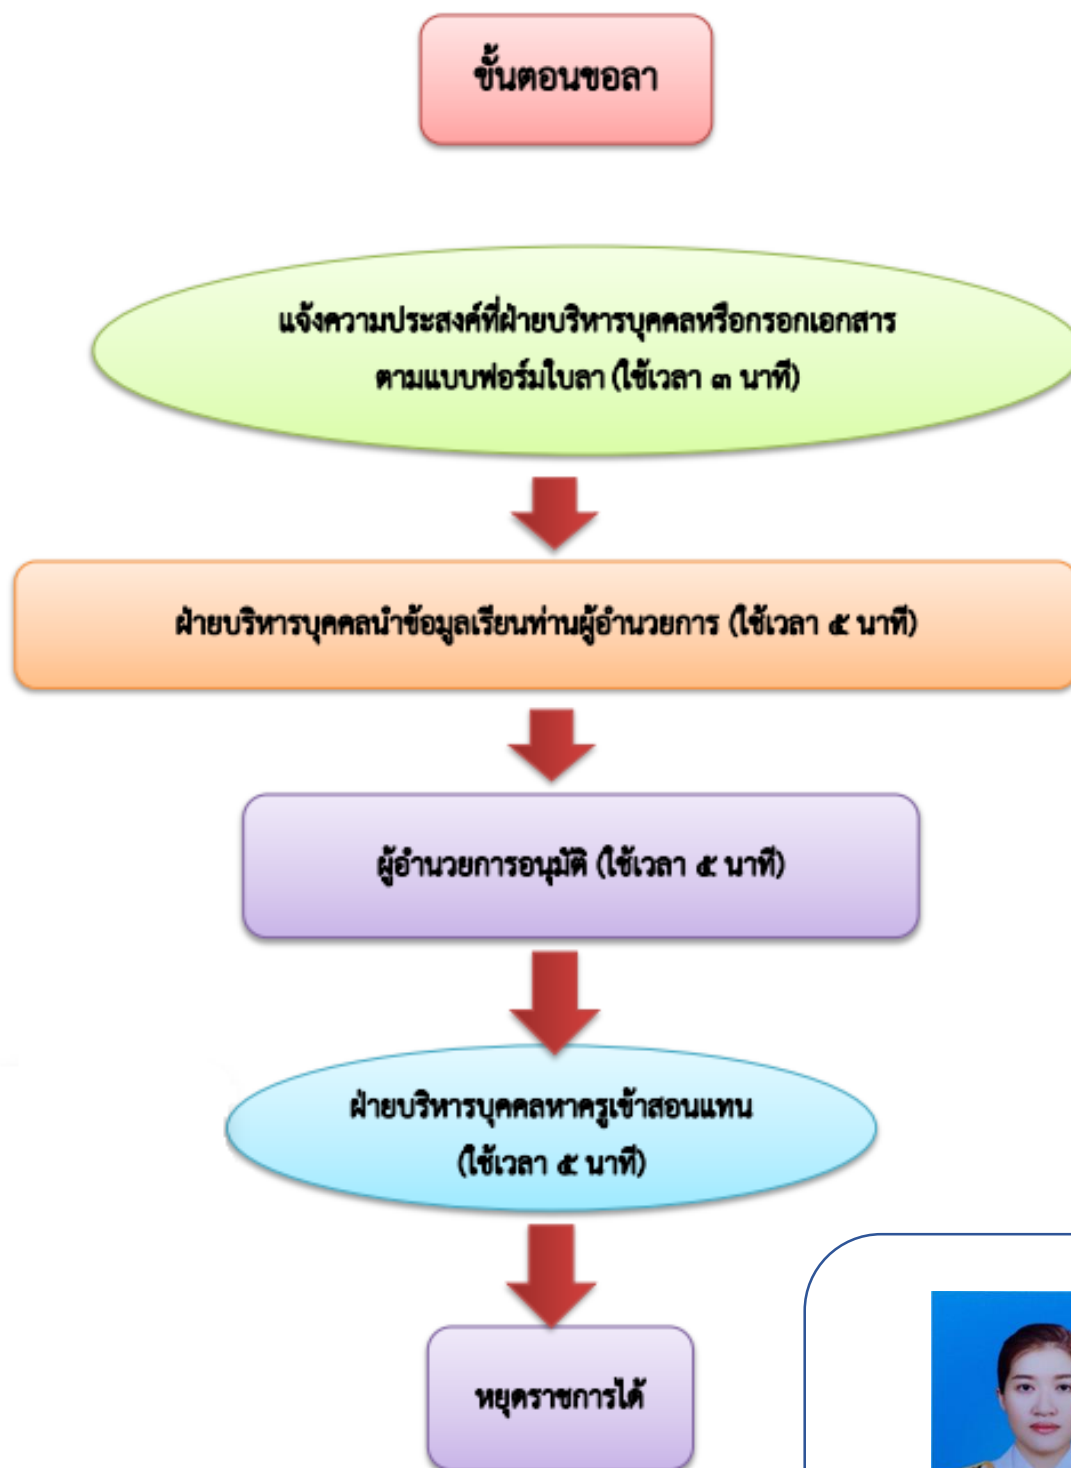 ขั้นตอนขอลา
แจ้งความประสงค์ที่ฝ่ายบริหารบุคคลหรือกรอกเอกสาร
ตามแบบฟอร์มใบลา (ใช้เวลา ๓ นาที)
ฝ่ายบริหารบุคคลนำข้อมูลเรียนท่านผู้อำนวยการ (ใช้เวลา ๕ นาที)
ผู้อำนวยการอนุมัติ (ใช้เวลา ๕ นาที)
ฝ่ายบริหารบุคคลหาครูเข้าสอนแทน
(ใช้เวลา ๕ นาที)
หยุดราชการได้